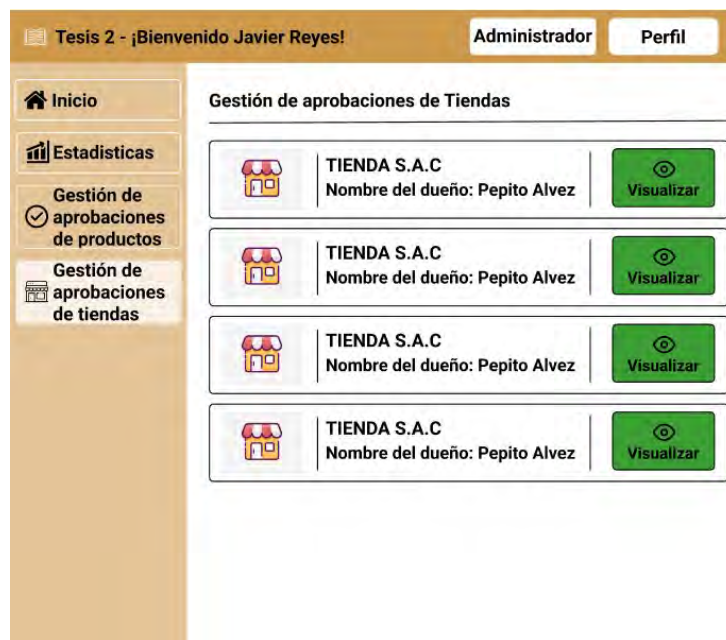 Tesis 2 - ¡Bienvenido Javier Reyes!
Administrador
Perfil
Inicio
Estadisticas
Gestión de
aprobaciones
de productos
Gestión de
aprobaciones
de tiendas
Gestión de aprobaciones de Tiendas
TIENDA S.A.C
Nombre del dueño: Pepito Alvez
Visualizar
TIENDA S.A.C
Nombre del dueño: Pepito Alvez
Visualizar
TIENDA S.A.C
Nombre del dueño: Pepito Alvez
Visualizar
TIENDA S.A.C
Nombre del dueño: Pepito Alvez
Visualizar